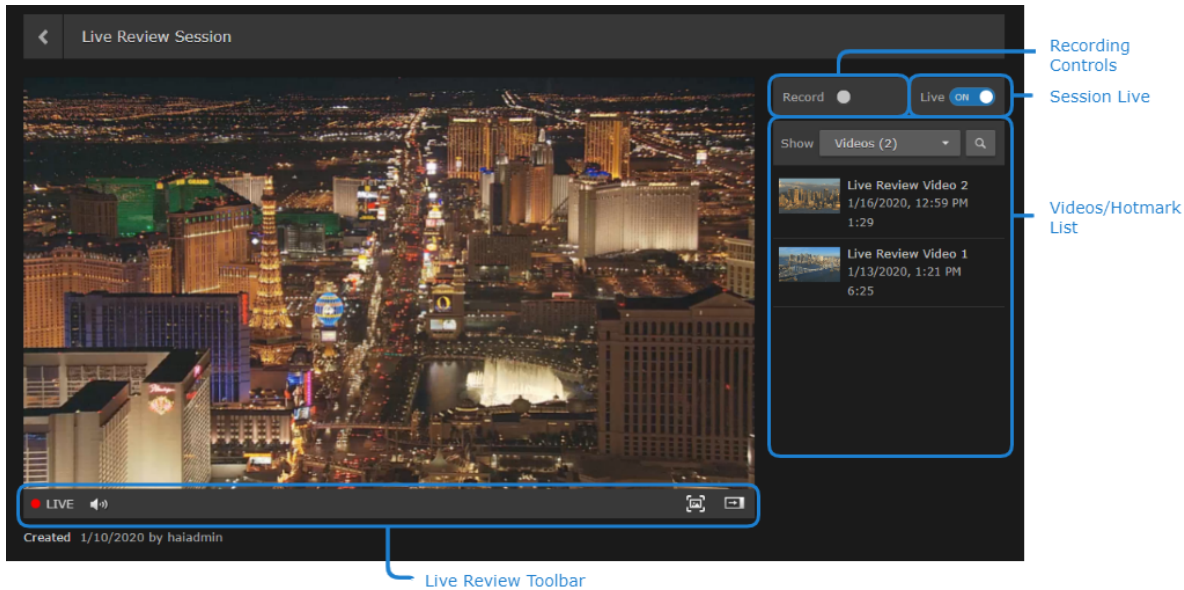 Live Review Session
Recording
Controls
Record
Live ON
Session Live
Show Videos (2)
Live Review Video 2
1/16/2020, 12:59 PM
1:29
Videos/Hotmark
List
Live Review Video 1
1/13/2020, 1:21 PM
6:25
LIVE
Created 1/10/2020 by haiadmin
Live Review Toolbar